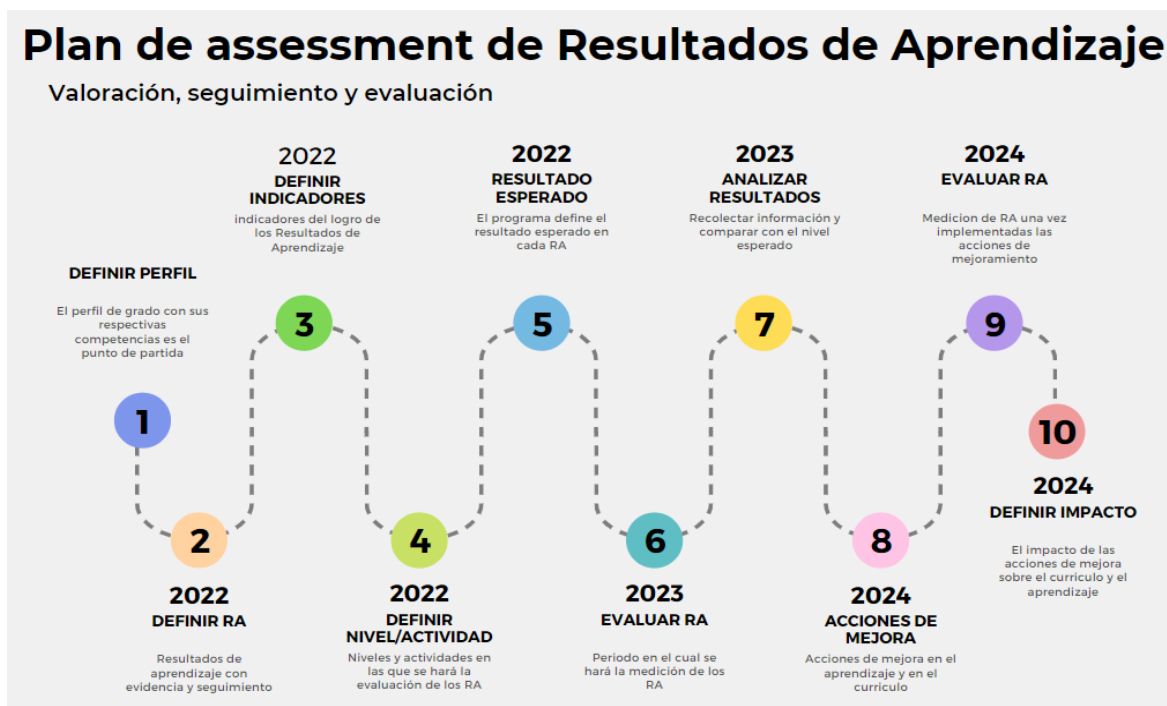 Plan de assessment de Resultados de Aprendizaje
Valoración, seguimiento y evaluación
DEFINIR PERFIL
El perfil de grado con sus
respectivas
competencias es el
punto de partida
1
2
2022
DEFINIR RA
Resultados de
aprendizaje con
evidencia y seguimiento
2022
DEFINIR
INDICADORES
indicadores del logro de
los Resultados de
Aprendizaje
3
4
2022
DEFINIR
NIVEL/ACTIVIDAD
Niveles y actividades en
las que se hará la
evaluación de los RA
2022
RESULTADO
ESPERADO
El programa define el
resultado esperado en
cada RA
5
6
2023
EVALUAR RA
Periodo en el cual se
hará la medición de los
RA
2023
ANALIZAR
RESULTADOS
Recolectar información y
comparar con el nivel
esperado
7
8
2024
ACCIONES DE
MEJORA
Acciones de mejora en el
aprendizaje y en el
curriculo
2024
EVALUAR RA
Medicion de RA una vez
implementadas las
acciones de
mejoramiento
9
10
2024
DEFINIR IMPACTO
El impacto de las
acciones de mejora
sobre el curriculo y el
aprendizaje